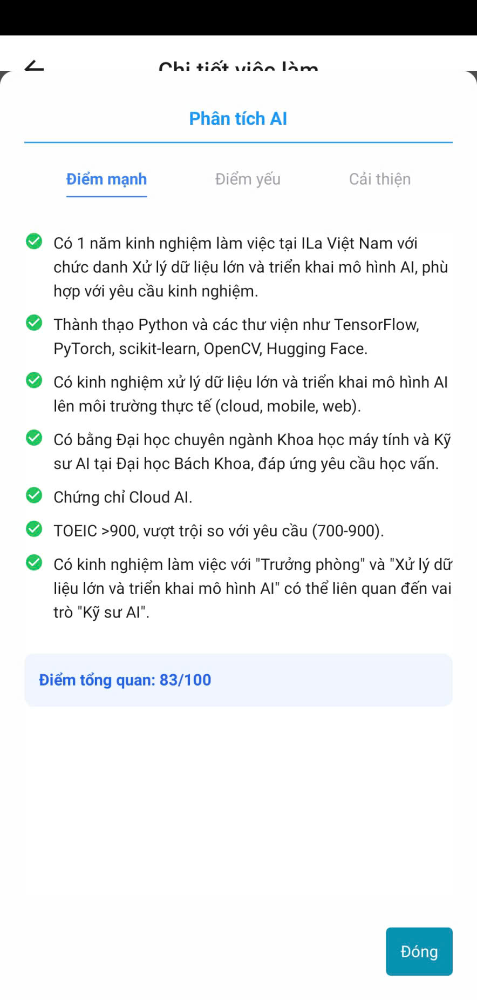 Chi tiết việc làm
Phân tích AI
Điểm mạnh
Điểm yếu
Cải thiện
Có 1 năm kinh nghiệm làm việc tại ILa Việt Nam với
chức danh Xử lý dữ liệu lớn và triển khai mô hình AI, phù
hợp với yêu cầu kinh nghiệm.
Thành thạo Python và các thư viện như TensorFlow,
PyTorch, scikit-learn, OpenCV, Hugging Face.
Có kinh nghiệm xử lý dữ liệu lớn và triển khai mô hình AI
lên môi trường thực tế (cloud, mobile, web).
Có bằng Đại học chuyên ngành Khoa học máy tính và Kỹ
sư AI tại Đại học Bách Khoa, đáp ứng yêu cầu học vấn.
Chứng chỉ Cloud AI.
TOEIC >900, vượt trội so với yêu cầu (700-900).
Có kinh nghiệm làm việc với "Trưởng phòng" và "Xử lý dữ
liệu lớn và triển khai mô hình AI" có thể liên quan đến vai
trò "Kỹ sư AI".
Điểm tổng quan: 83/100
Đóng